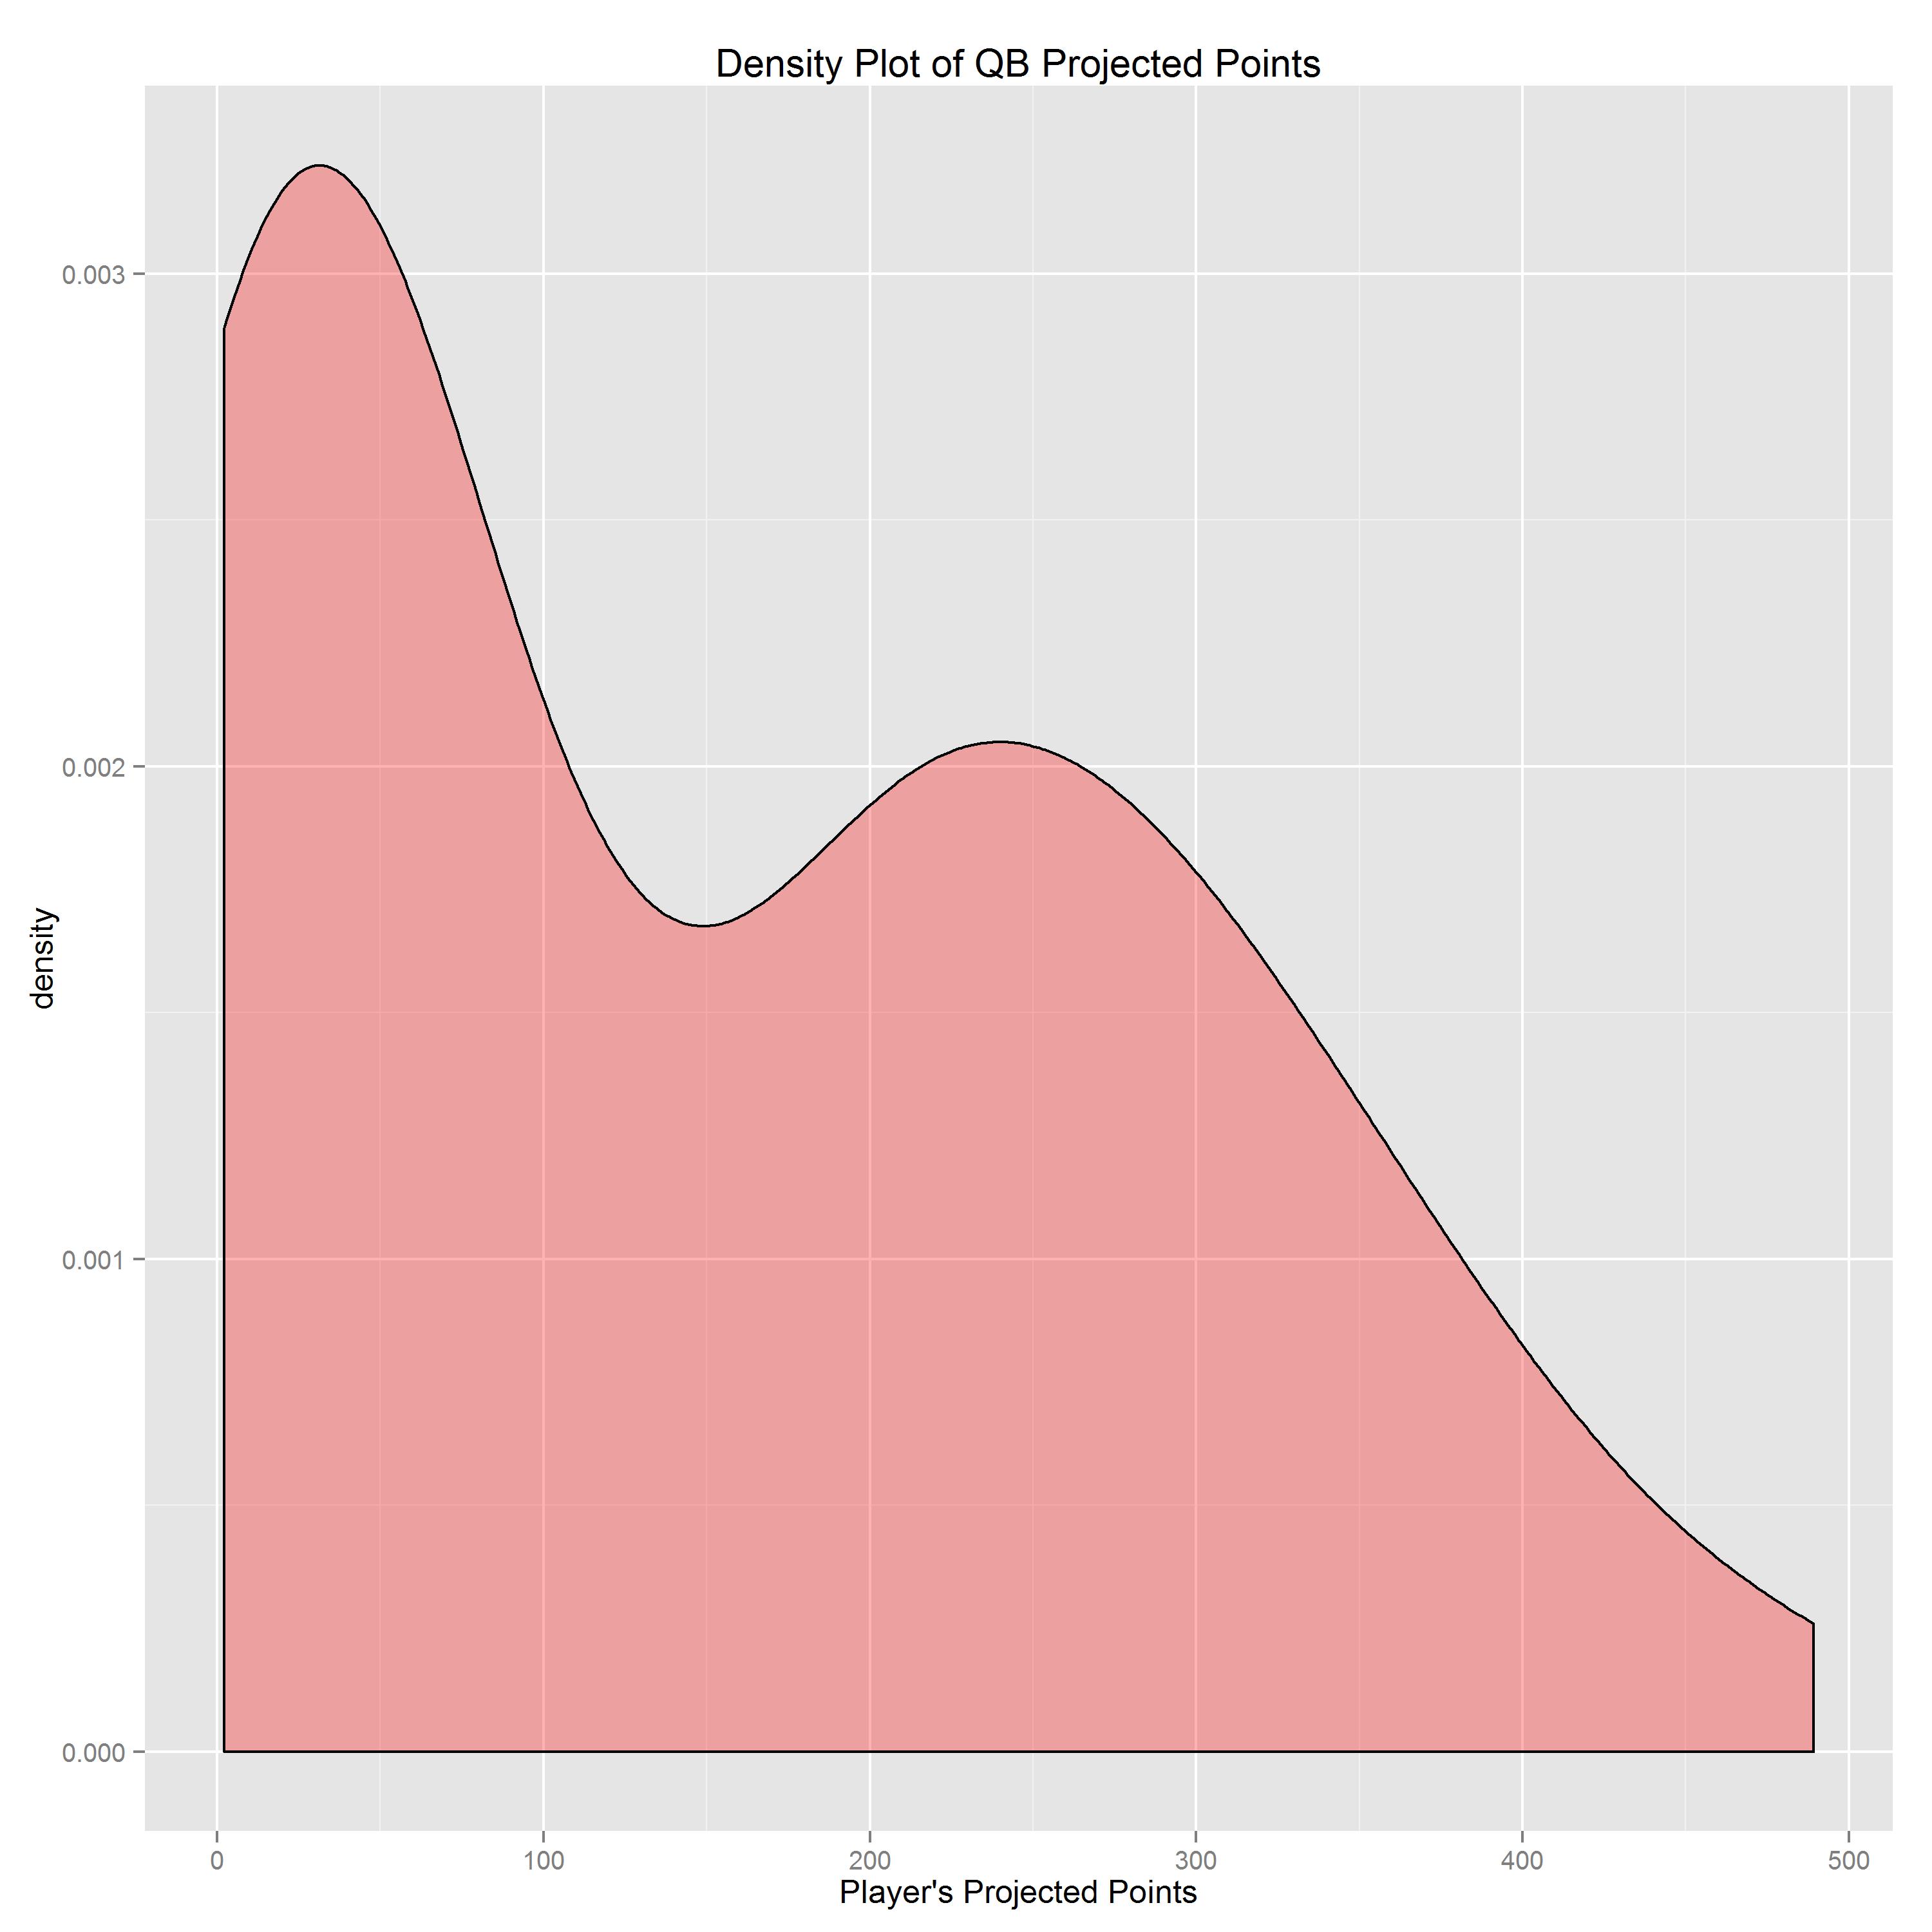 Density Plot of QB Projected Points
0.003
0.002
0.001
0.000
density
0 100 200 300 400 500
Player's Projected Points